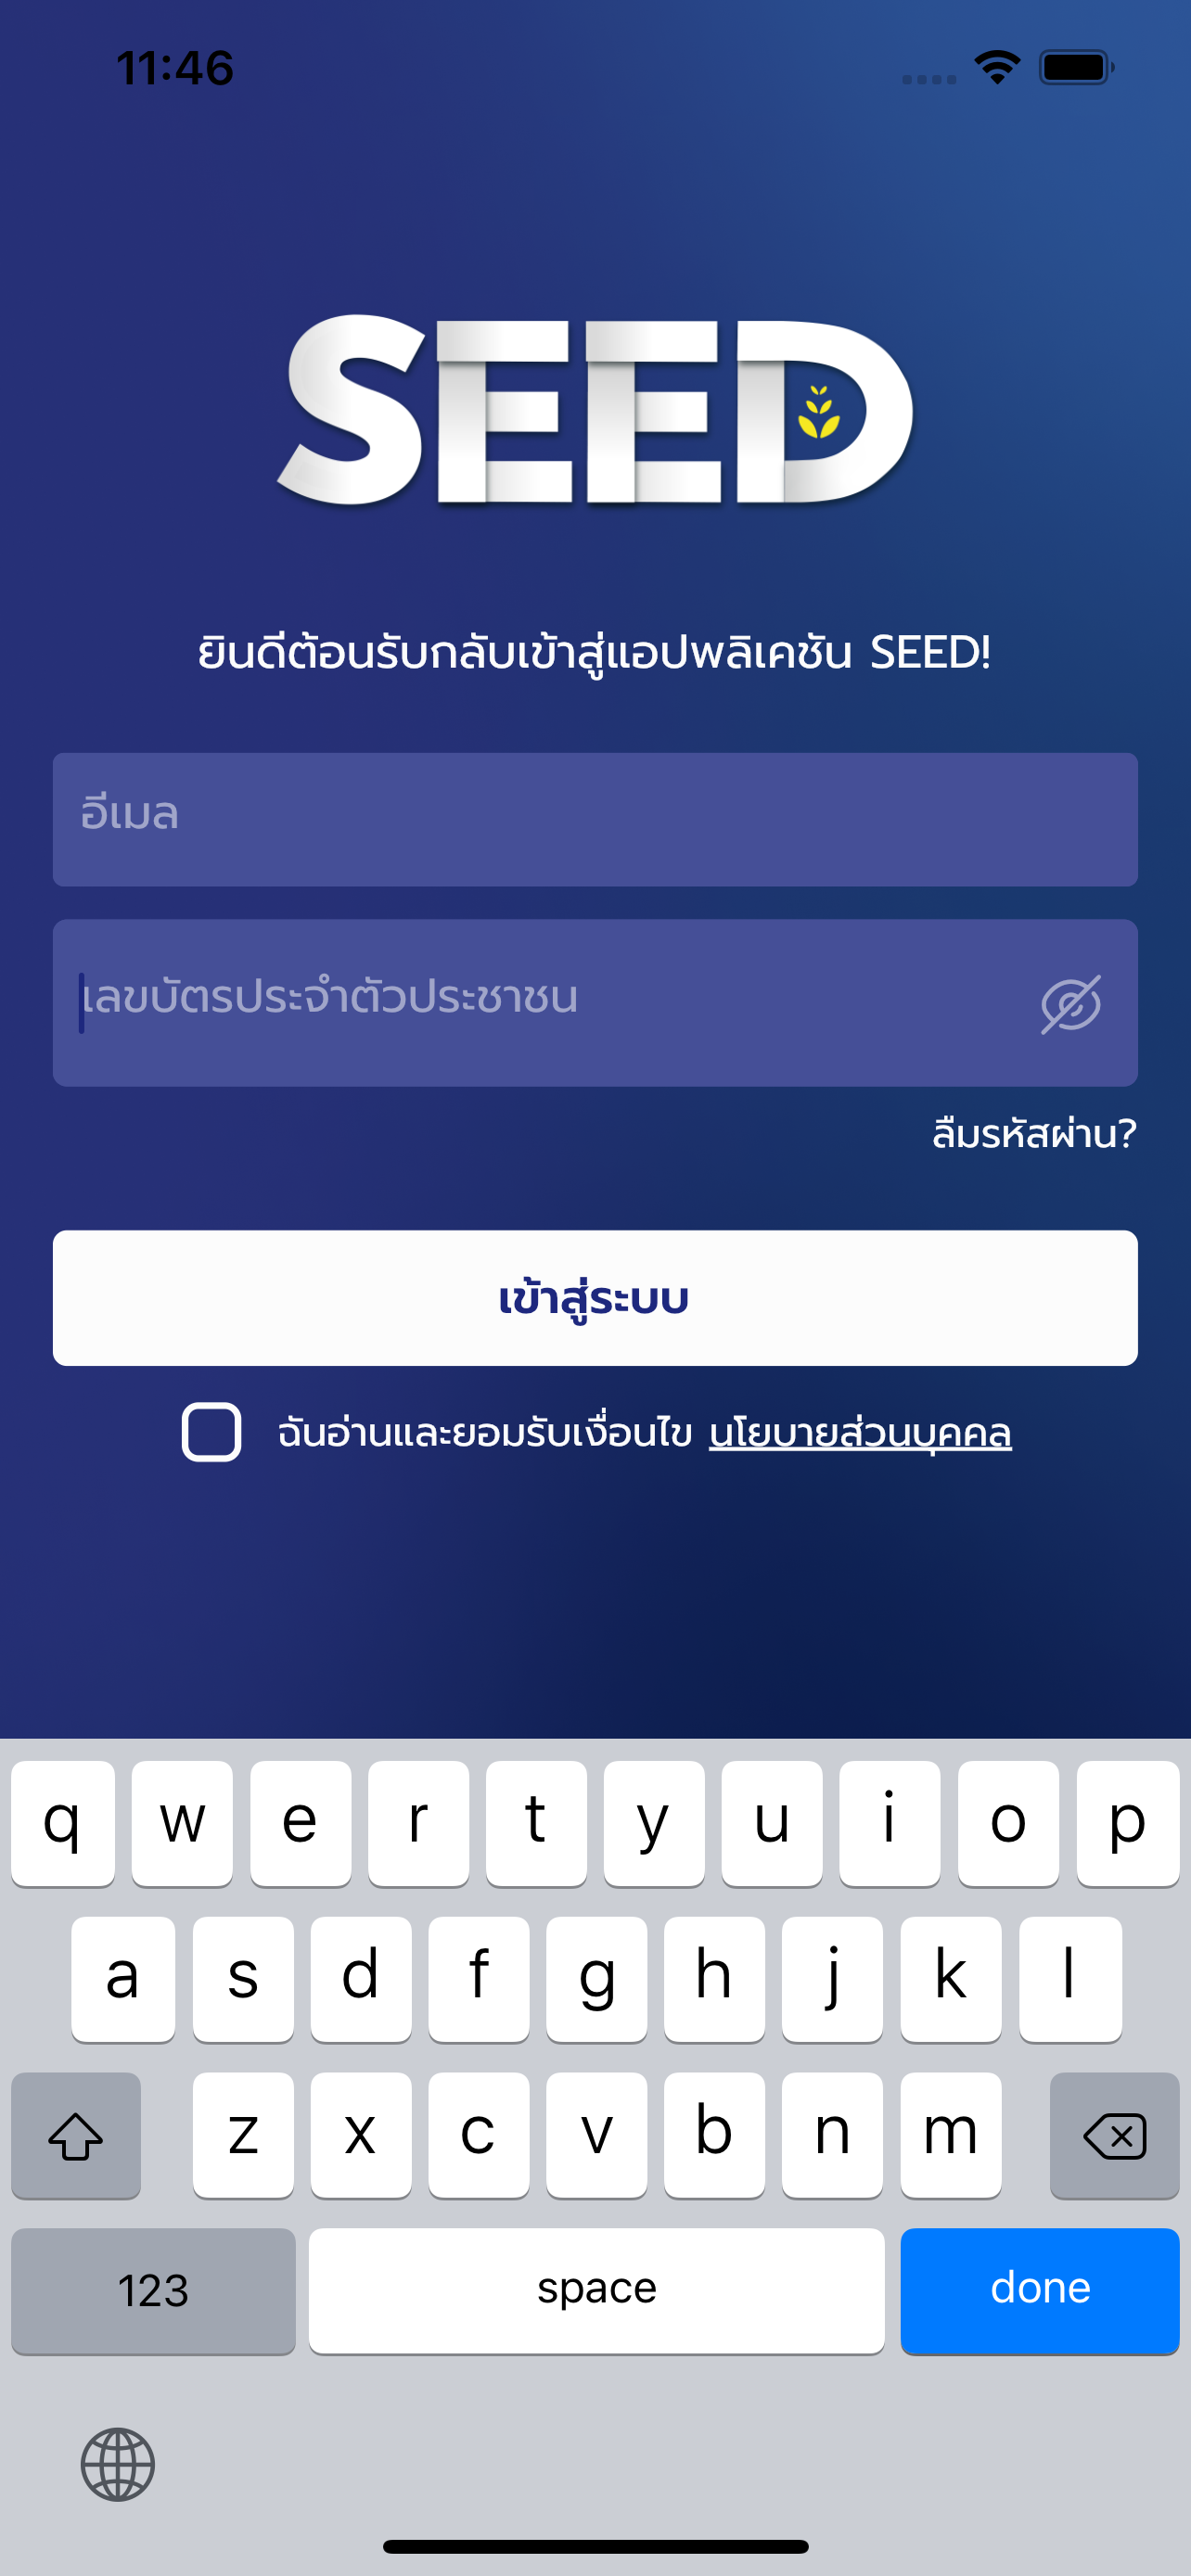 11:46
SEED
ยินดีต้อนรับกลับเข้าสู่แอปพลิเคชัน SEED!
อีเมล
เลขบัตรประจำตัวประชาชน
ลืมรหัสผ่าน?
เข้าสู่ระบบ
ฉันอ่านและยอมรับเงื่อนไข นโยบายส่วนบุคคล
q w e r t y u i o p
a s d f g h j k l
z x c v b n m
123 space done